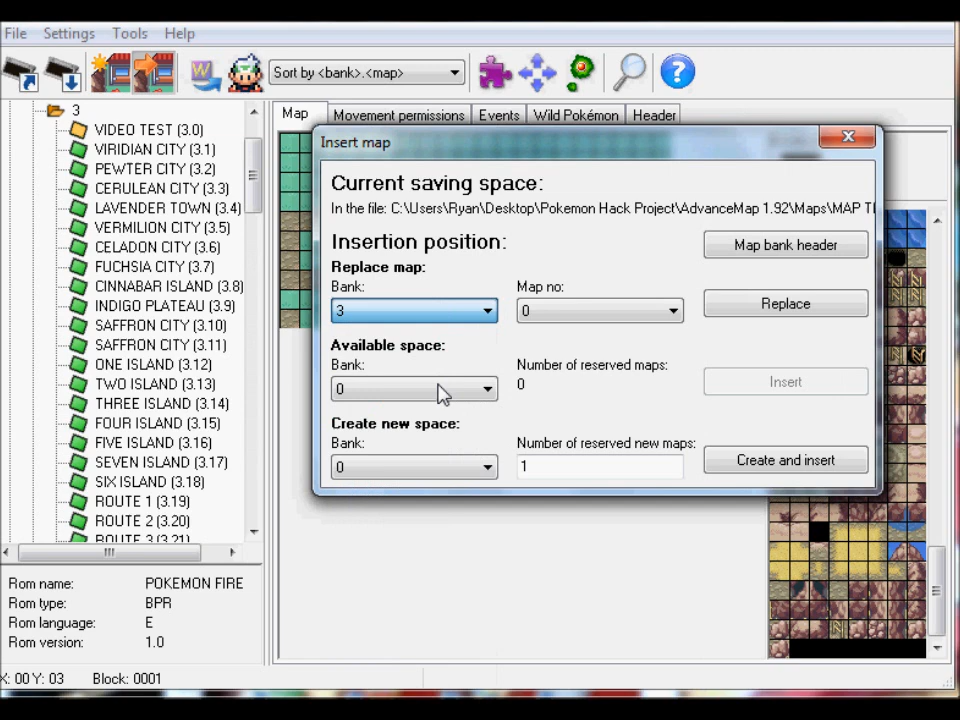 File Settings Tools Help
Sort by <bank>.<map>
3
VIDEO TEST (3.0)
VIRIDIAN CITY (3.1)
PEWTER CITY (3.2)
CERULEAN CITY (3.3)
LAVENDER TOWN (3.4)
VERMILION CITY (3.5)
CELADON CITY (3.6)
FUCHSIA CITY (3.7)
CINNABAR ISLAND (3.8)
INDIGO PLATEAU (3.9)
SAFFRON CITY (3.10)
SAFFRON CITY (3.11)
ONE ISLAND (3.12)
TWO ISLAND (3.13)
THREE ISLAND (3.14)
FOUR ISLAND (3.15)
FIVE ISLAND (3.16)
SEVEN ISLAND (3.17)
SIX ISLAND (3.18)
ROUTE 1 (3.19)
ROUTE 2 (3.20)
ROUTE 3 (3.21)
Rom name: POKEMON FIRE
Rom type: BPR
Rom language: E
Rom version: 1.0
Map Movement permissions Events Wild Pokémon Header
Insert map
Current saving space:
In the file: C:\Users\Ryan\Desktop\Pokemon Hack Project\AdvanceMap 1.92\Maps\MAP
Insertion position: Map bank header
Replace map:
Bank: Map no:
3 0 Replace
Available space:
Bank: Number of reserved maps:
0 0 Insert
Create new space:
Bank: Number of reserved new maps:
0 1 Create and insert
X: 00 Y: 03 Block: 0001